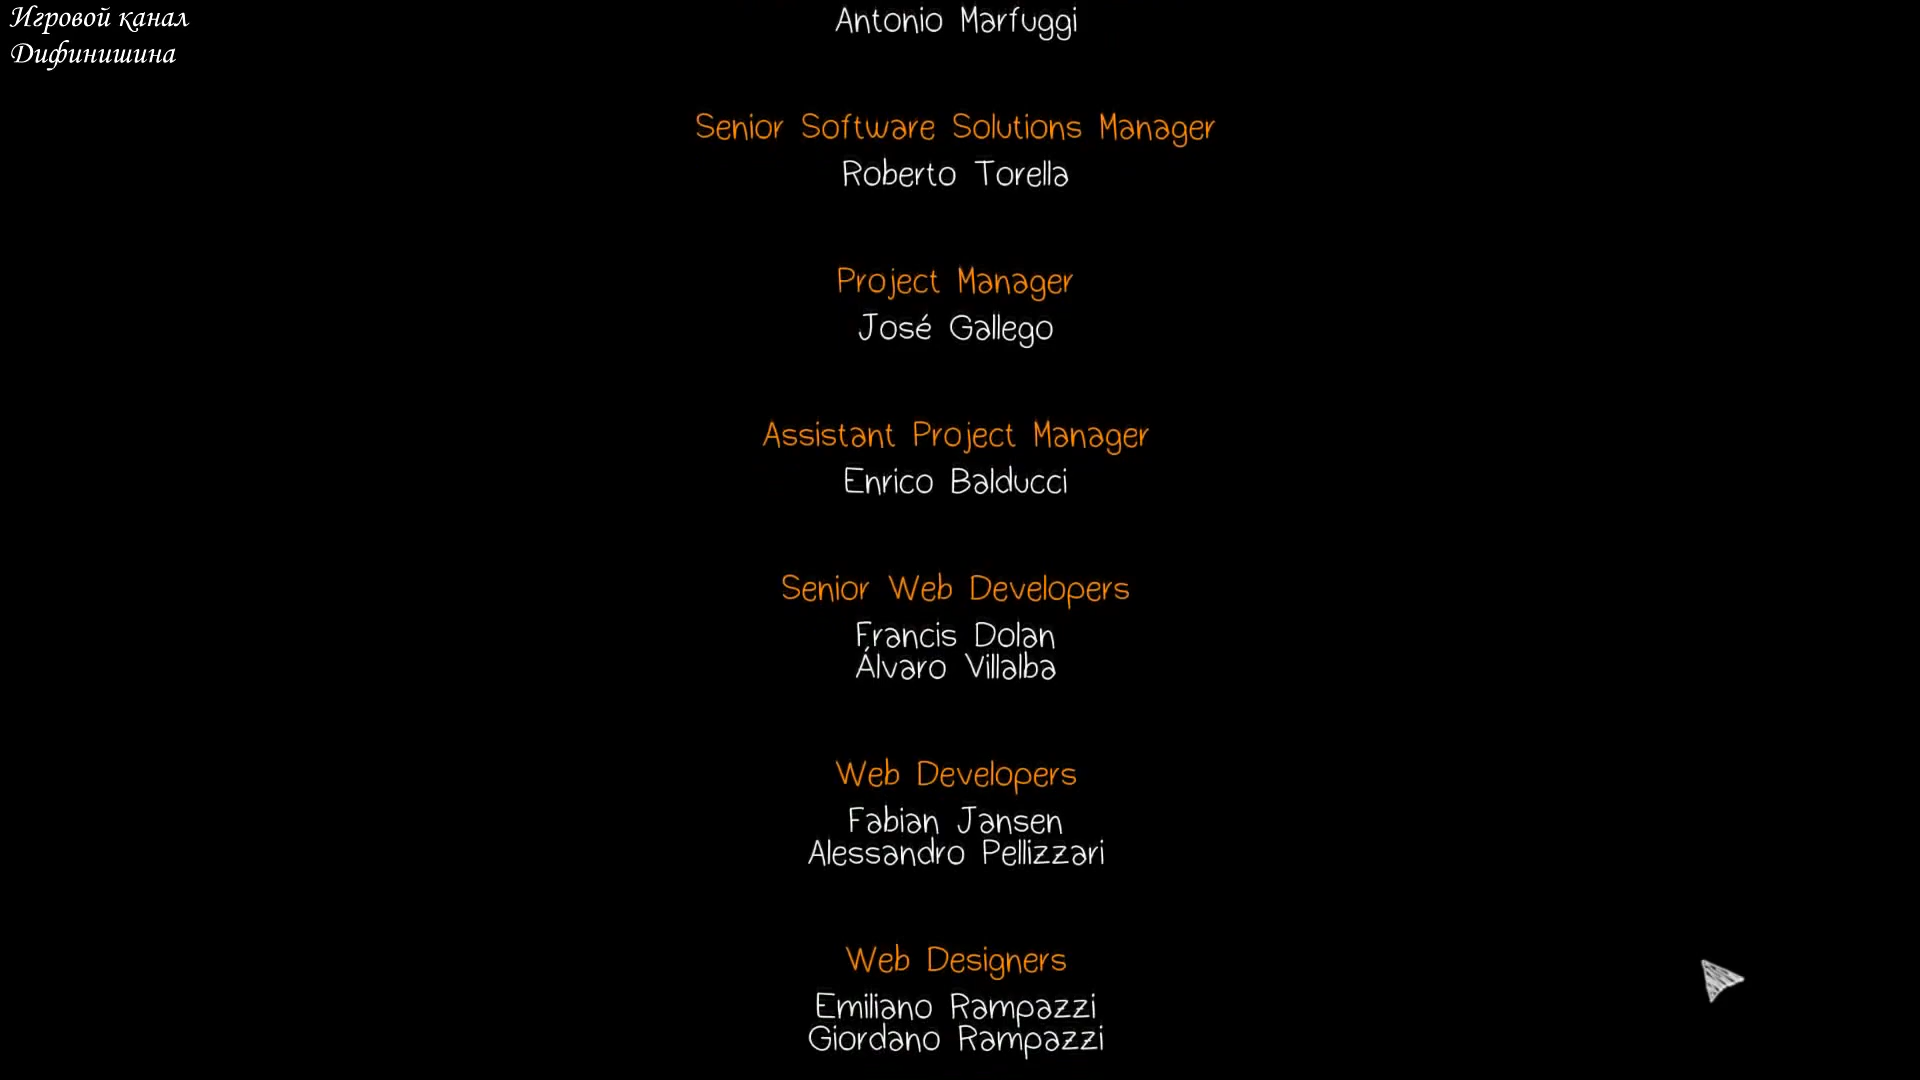 Игровой канал
Дифинишина
Antonio Marfuggi
Senior Software Solutions Manager
Roberto Torella
Project Manager
José Gallego
Assistant Project Manager
Enrico Balducci
Senior Web Developers
Francis Dolan
Álvaro Villalba
Web Developers
Fabian Jansen
Alessandro Pellizzari
Web Designers
Emiliano Rampazzi
Giordano Rampazzi